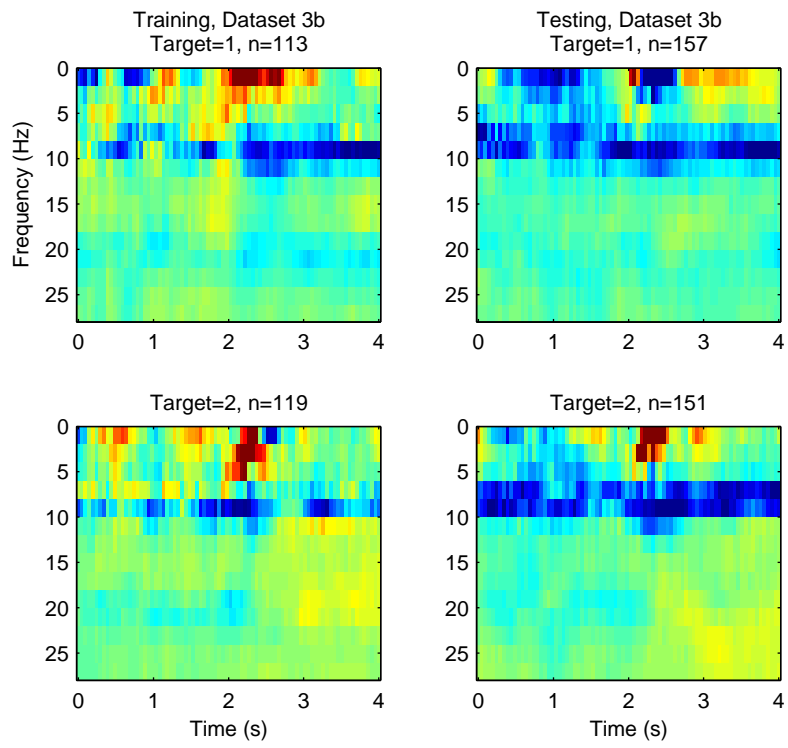 Training, Dataset 3b
Target=1, n=113
0
5
10
15
20
25
Frequency (Hz)
0 1 2 3 4
Testing, Dataset 3b
Target=1, n=157
0
5
10
15
20
25
0 1 2 3 4
Target=2, n=119
0
5
10
15
20
25
0 1 2 3 4
Time (s)
Target=2, n=151
0
5
10
15
20
25
0 1 2 3 4
Time (s)